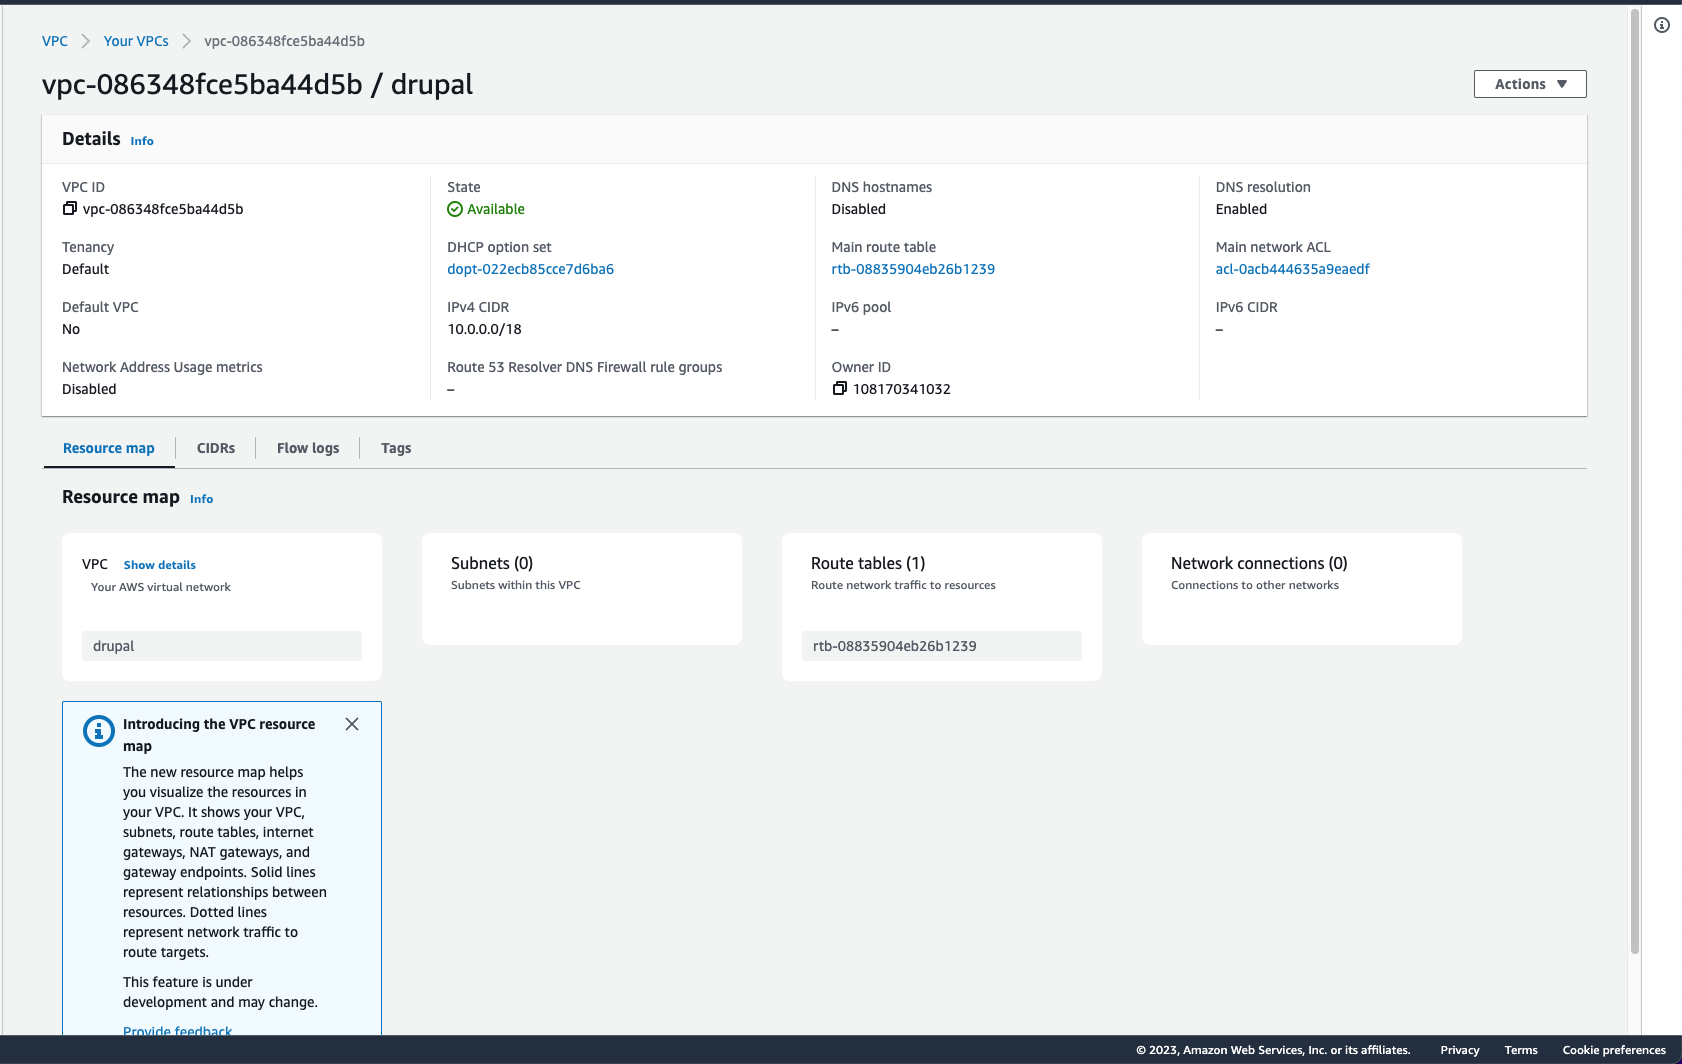 VPC
Your VPCs
vpc-086348fce5ba44d5b
vpc-086348fce5ba44d5b / drupal
Actions
Details Info
VPC ID
vpc-086348fce5ba44d5b
State
Available
DNS hostnames
Disabled
DNS resolution
Enabled
Tenancy
Default
DHCP option set
dopt-022ecb85cce7d6ba6
Main route table
rtb-08835904eb26b1239
Main network ACL
acl-0acb444635a9eaedf
Default VPC
No
IPv4 CIDR
10.0.0.0/18
IPv6 pool
–
IPv6 CIDR
–
Network Address Usage metrics
Disabled
Route 53 Resolver DNS Firewall rule groups
–
Owner ID
108170341032
Resource map
CIDRs
Flow logs
Tags
Resource map Info
VPC Show details
Your AWS virtual network
drupal
Subnets (0)
Subnets within this VPC
Route tables (1)
Route network traffic to resources
rtb-08835904eb26b1239
Network connections (0)
Connections to other networks
Introducing the VPC resource
map
The new resource map helps
you visualize the resources in
your VPC. It shows your VPC,
subnets, route tables, internet
gateways, NAT gateways, and
gateway endpoints. Solid lines
represent relationships between
resources. Dotted lines
represent network traffic to
route targets.
This feature is under
development and may change.
Provide feedback
© 2023, Amazon Web Services, Inc. or its affiliates.
Privacy
Terms
Cookie preferences